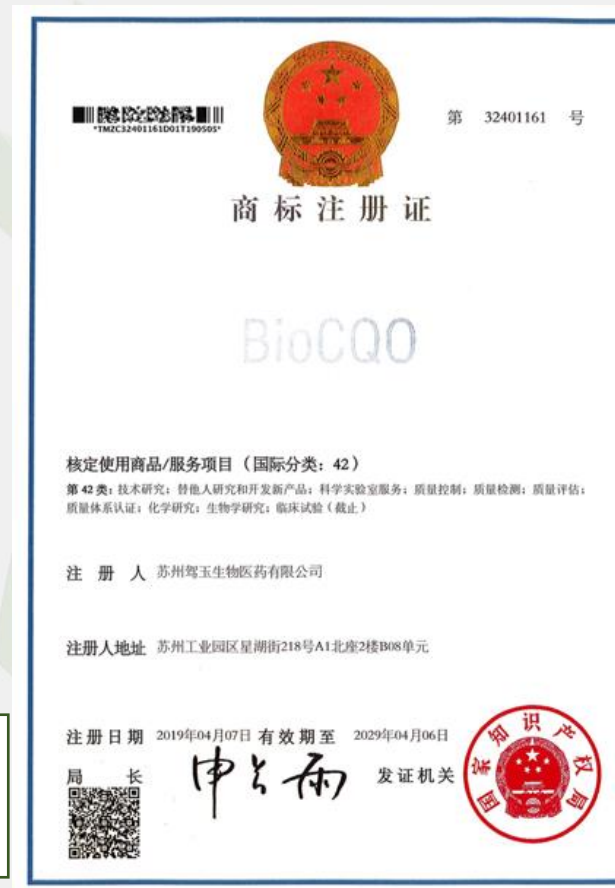 *TMZC32401161D01T190505*
第 32401161 号
商标注册证
BioCQO
核定使用商品/服务项目（国际分类：42）
第 42 类：技术研究；替他人研究和开发新产品；科学实验室服务；质量控制；质量检测；质量评估；
质量体系认证；化学研究；生物学研究；临床试验（截止）
注册人 苏州驾玉生物医药有限公司
注册人地址 苏州工业园区星湖街218号A1北座2楼B08单元
注册日期 2019年04月07日 有效期至 2029年04月06日
局长 申长雨 发证机关
国家知识产权局